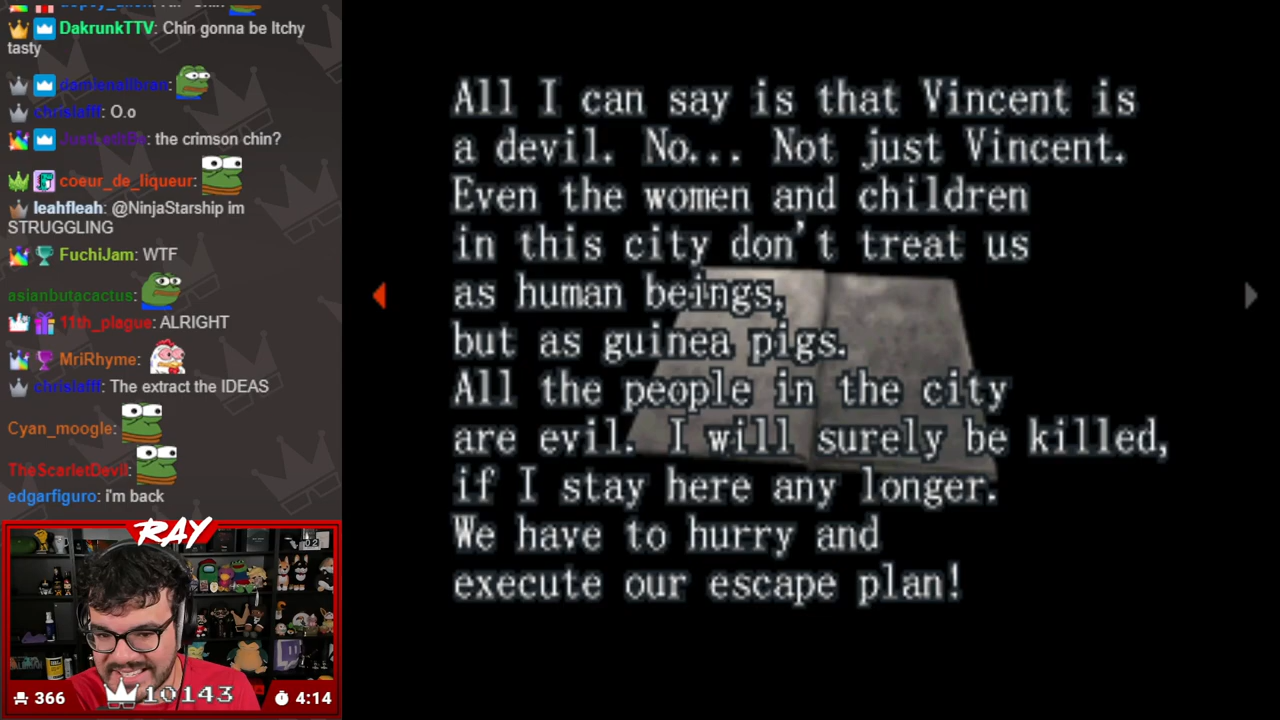 DakrunkTTV: Chin gonna be Itchy
tasty
damienalibran:
chrislafff: O.o
the crimson chin?
coeur_de_liqueur:
leahfleah: @NinjaStarship im
STRUGGLING
FuchiJam: WTF
asianbutacactus:
11th_plague: ALRIGHT
MriRhyme:
chrislafff: The extract the IDEAS
Cyan_moogle:
TheScarletDevil:
edgarfiguro: i'm back
RAY
366
10143
4:14
All I can say is that Vincent is
a devil. No... Not just Vincent.
Even the women and children
in this city don't treat us
as human beings,
but as guinea pigs.
All the people in the city
are evil. I will surely be killed,
if I stay here any longer.
We have to hurry and
execute our escape plan!